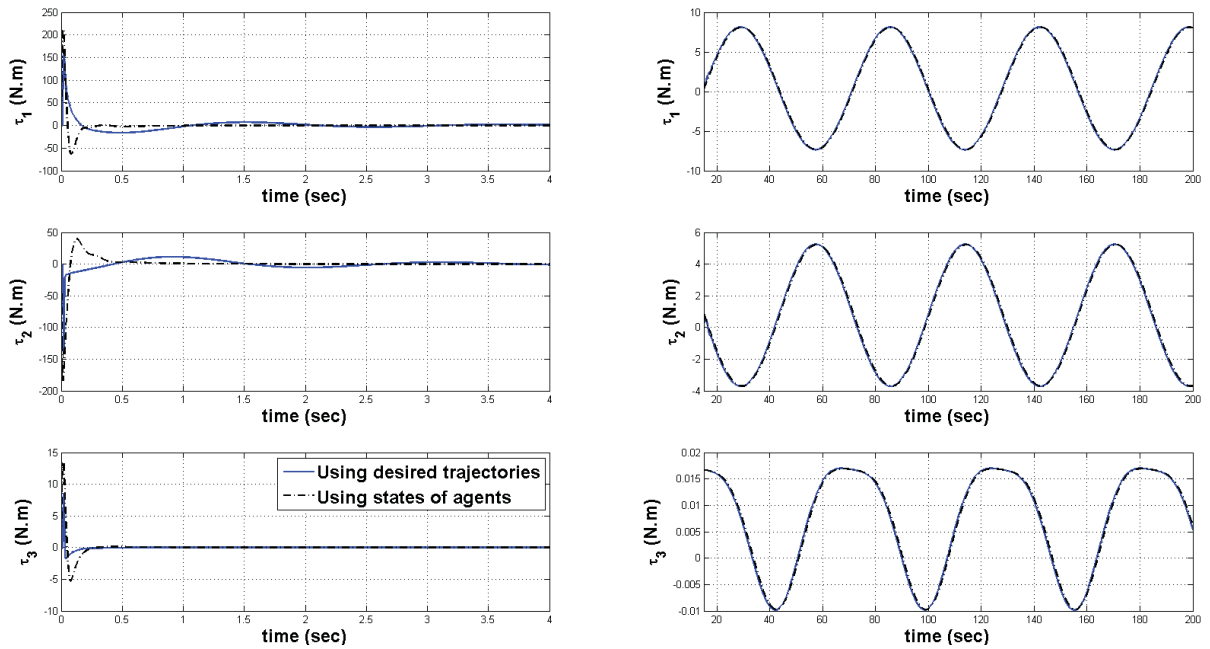 250
200
150
100
50
0
-50
-100
τ1 (N.m)
0 0.5 1 1.5 2 2.5 3 3.5 4
time (sec)
10
5
0
-5
-10
τ1 (N.m)
20 40 60 80 100 120 140 160 180 200
time (sec)
50
0
-50
-100
-150
-200
τ2 (N.m)
0 0.5 1 1.5 2 2.5 3 3.5 4
time (sec)
6
4
2
0
-2
-4
τ2 (N.m)
20 40 60 80 100 120 140 160 180 200
time (sec)
15
10
5
0
-5
-10
τ3 (N.m)
Using desired trajectories
Using states of agents
0 0.5 1 1.5 2 2.5 3 3.5 4
time (sec)
0.02
0.015
0.01
0.005
0
-0.005
-0.01
τ3 (N.m)
20 40 60 80 100 120 140 160 180 200
time (sec)